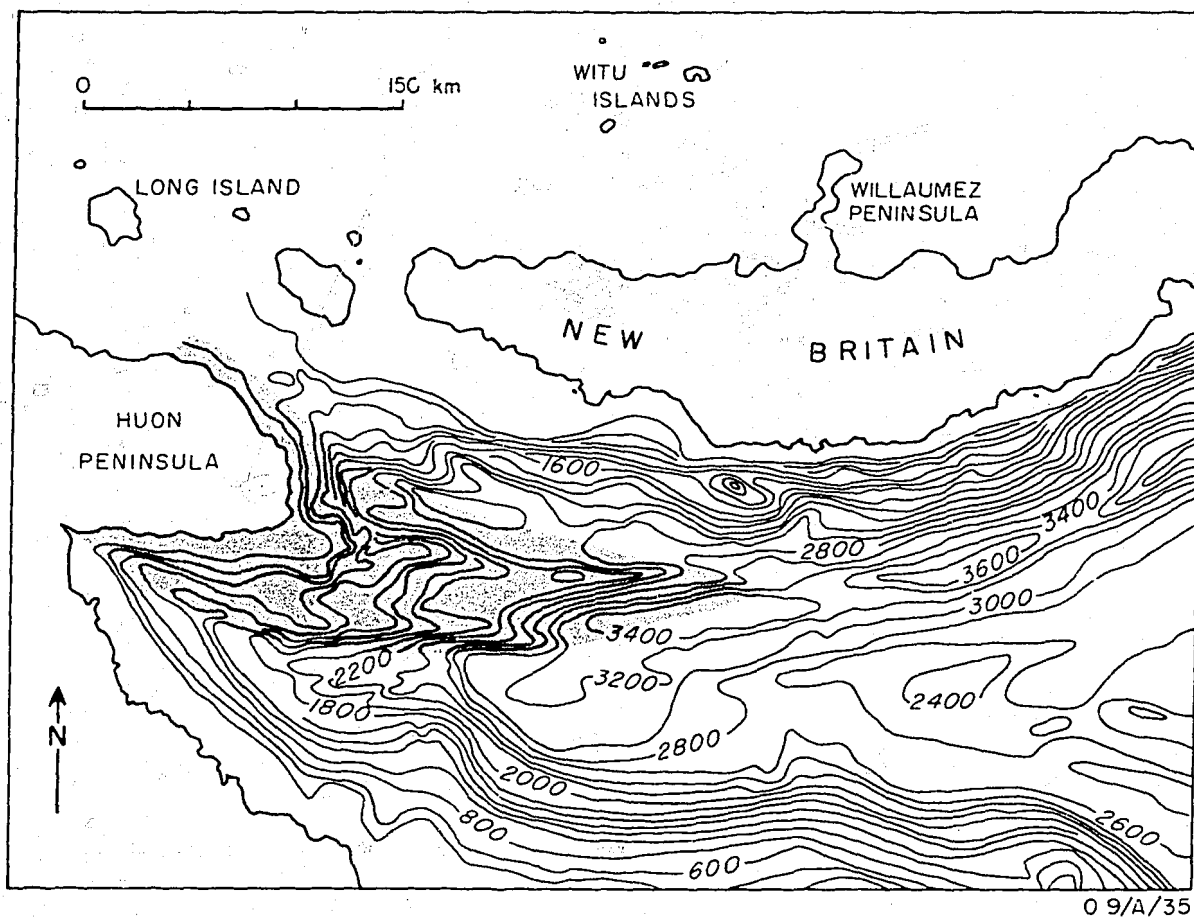 0 150 km
WITU
ISLANDS
LONG ISLAND
WILLAUMEZ
PENINSULA
NEW BRITAIN
HUON
PENINSULA
1600
3400
2800
3600
3000
3400
2200
3200
2400
1800
2800
N
2000
2600
800
600
0 9/A/35